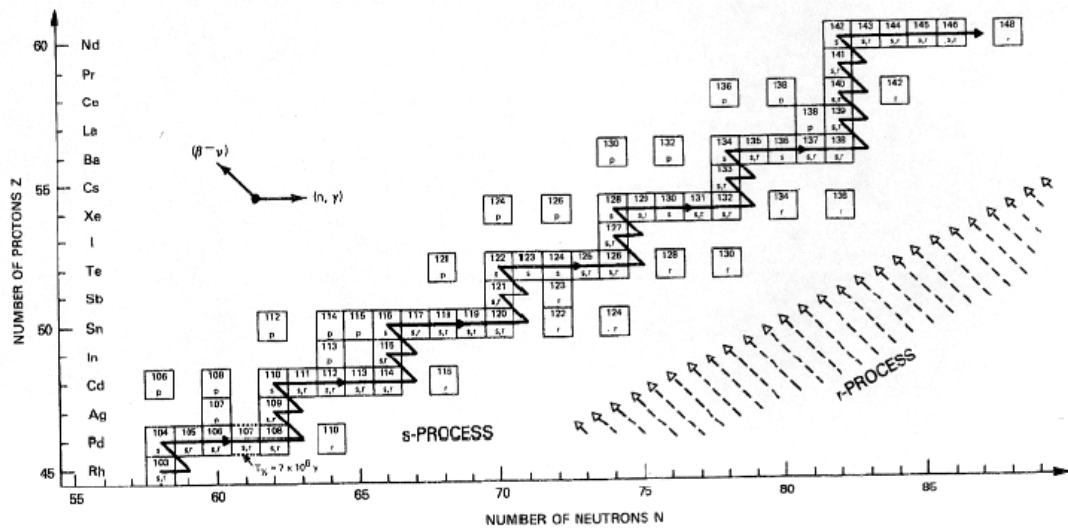 142 143 144 145 146 148
60 Nd s s,r s,r s,r s,r r
141
Pr s,r
136 138 140 142
Ce p p s,r r
138 139
La p s,r
130 132 134 135 136 137 138
(β⁻ν) Ba p p s s,r s s,r s,r
133
55 Cs s,r
(n, γ)
124 126 128 129 130 131 132 134 136
Xe p p s s,r s s,r s,r r
127
I s,r
122 123 124 125 126 128 130
Te p s s s s,r s,r r r
121 123
Sb s,r r
112 114 115 116 117 118 119 120 122 124
50 Sn p p p s s,r s,r s,r s,r r r
113
In p s,r
106 108 110 111 112 113 114
Cd p p s s,r s,r s,r s,r r
107 109
Ag p s,r
104 105 106 107 108 110
Pd s s,r s,r s,r s,r r
103
45 Rh s,r
s-PROCESS
r-PROCESS
55 60 65 70 75 80 85
NUMBER OF NEUTRONS N
NUMBER OF PROTONS Z